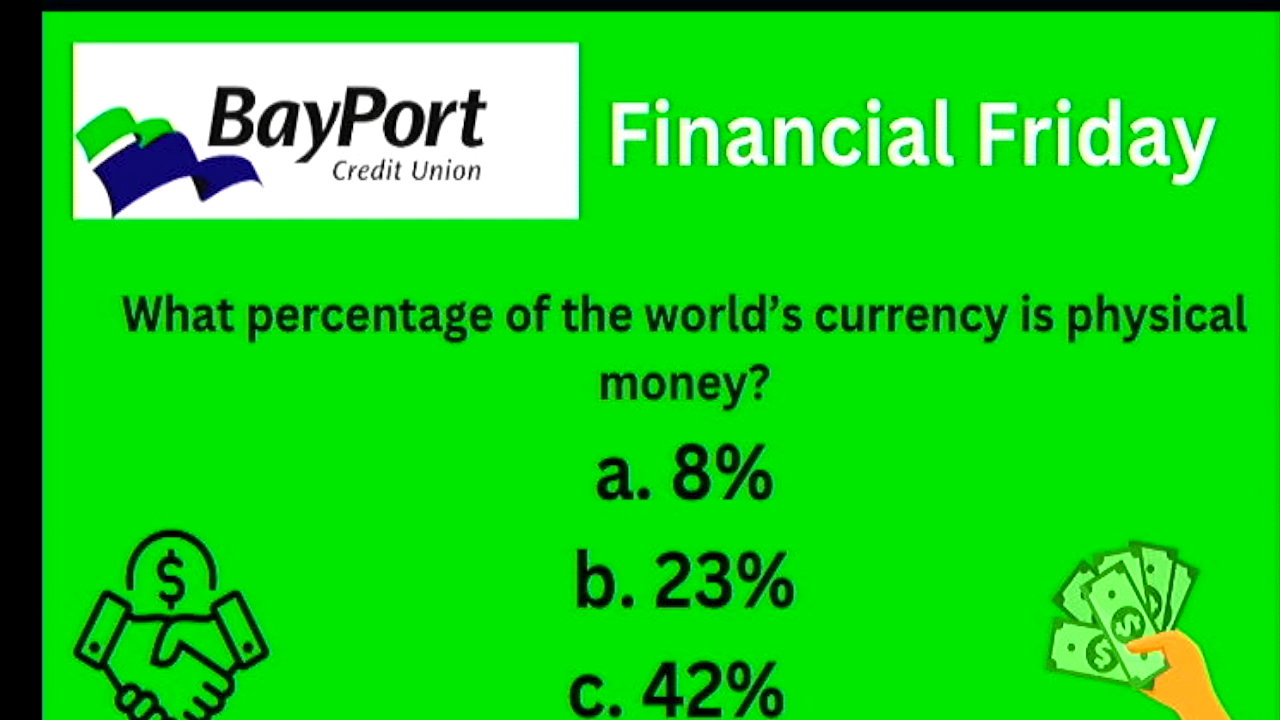 BayPort
Credit Union
Financial Friday
What percentage of the world’s currency is physical
money?
a. 8%
b. 23%
c. 42%